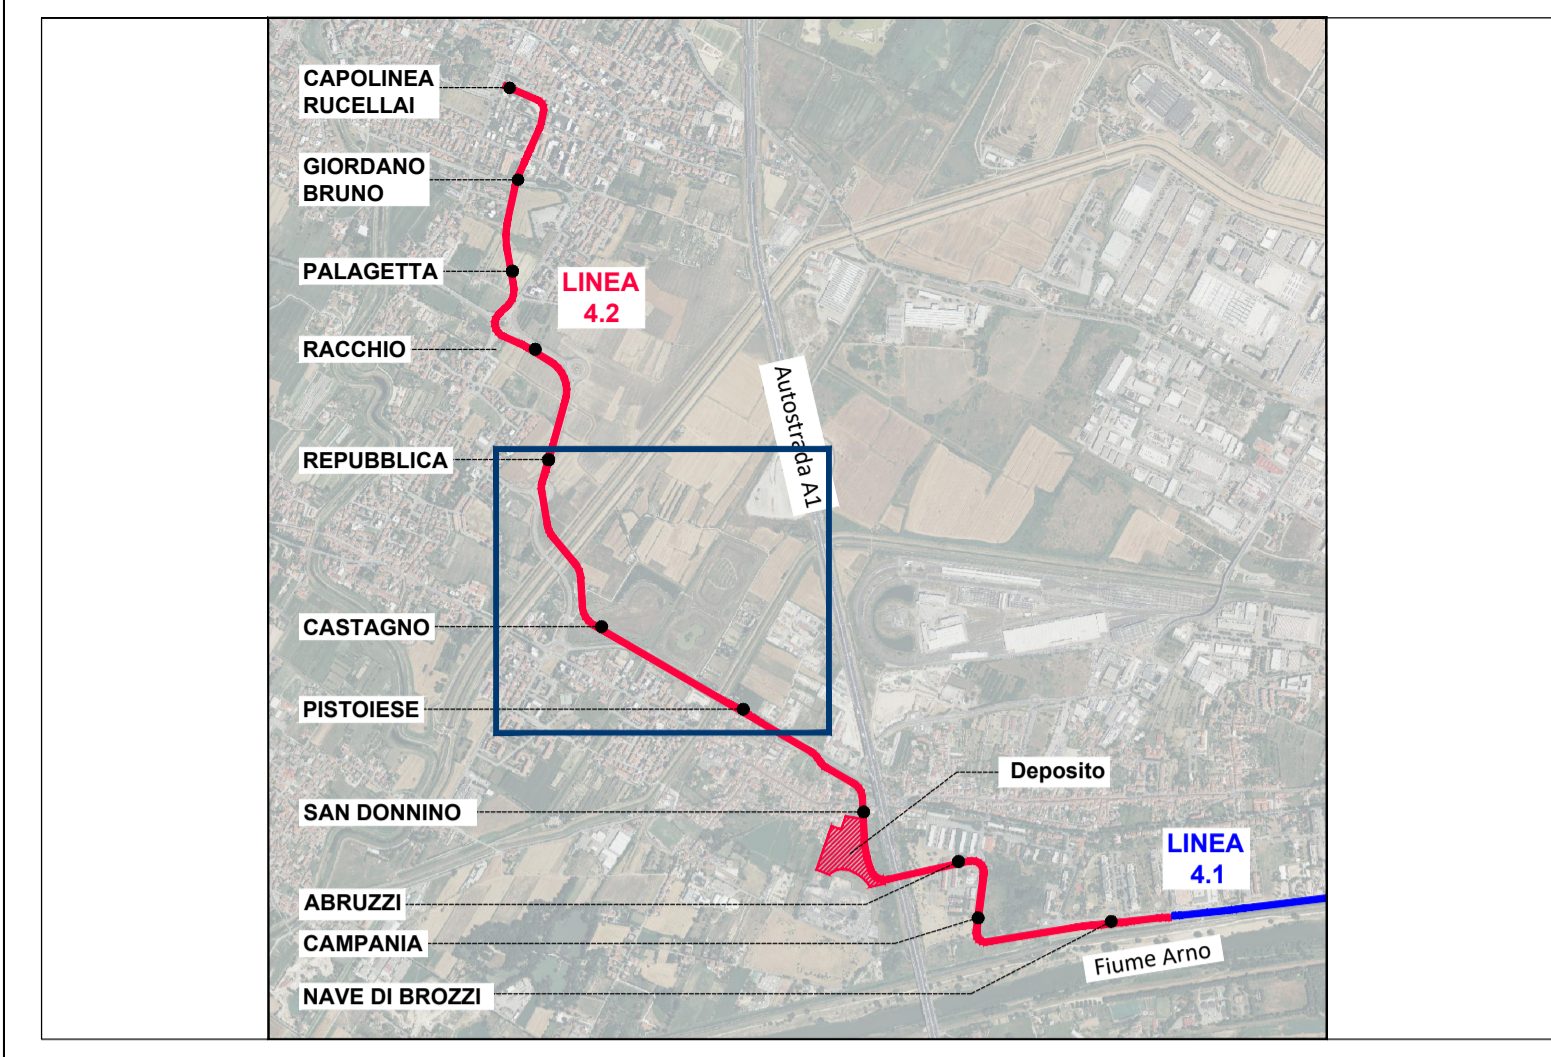 CAPOLINEA
RUCELLAI
GIORDANO
BRUNO
PALAGETTA
LINEA
4.2
RACCHIO
Autostrada A1
REPUBBLICA
CASTAGNO
PISTOIESE
Deposito
SAN DONNINO
LINEA
4.1
ABRUZZI
CAMPANIA
Fiume Arno
NAVE DI BROZZI